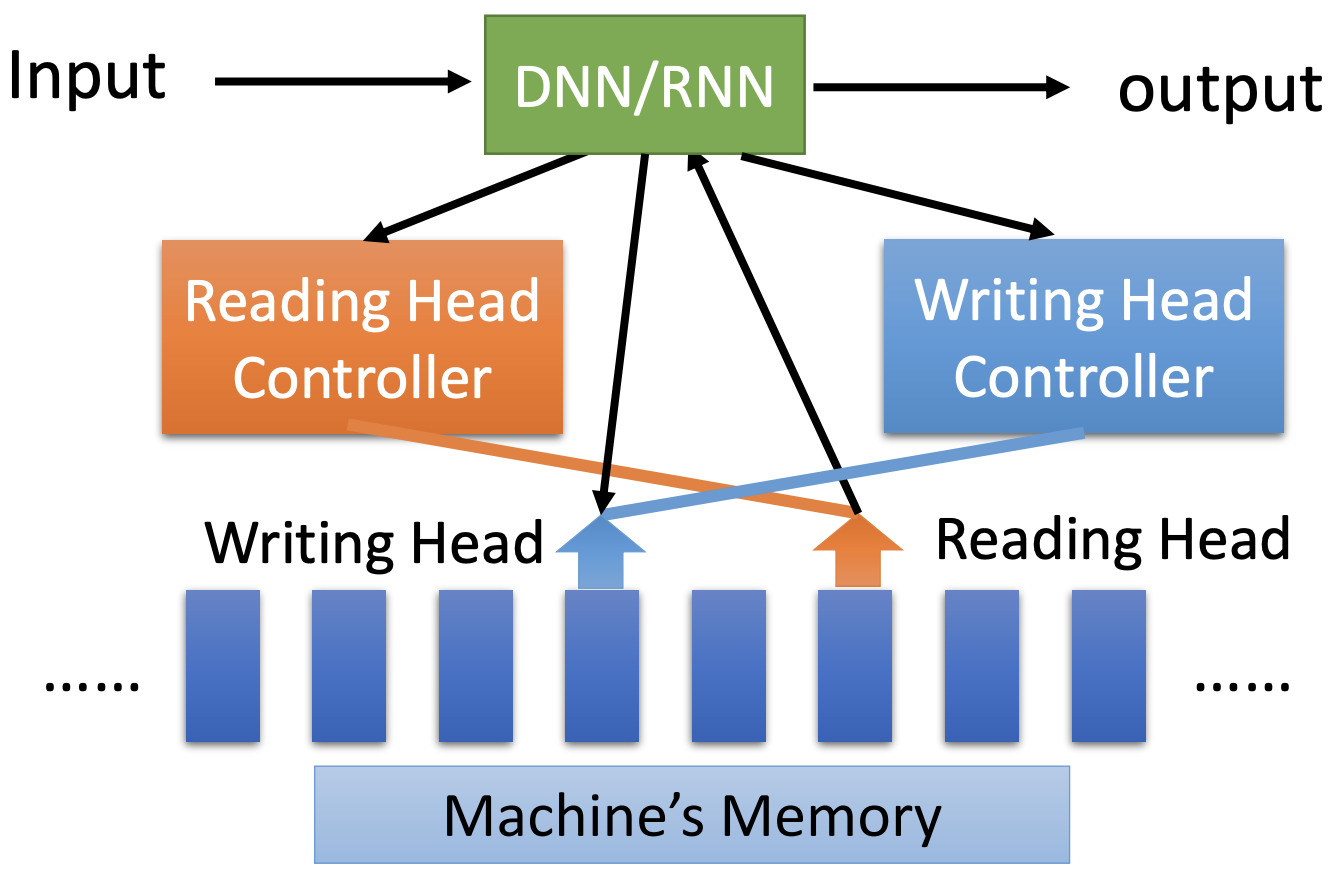 Input
DNN/RNN
output
Reading Head
Controller
Writing Head
Controller
Writing Head
Reading Head
……
……
Machine’s Memory